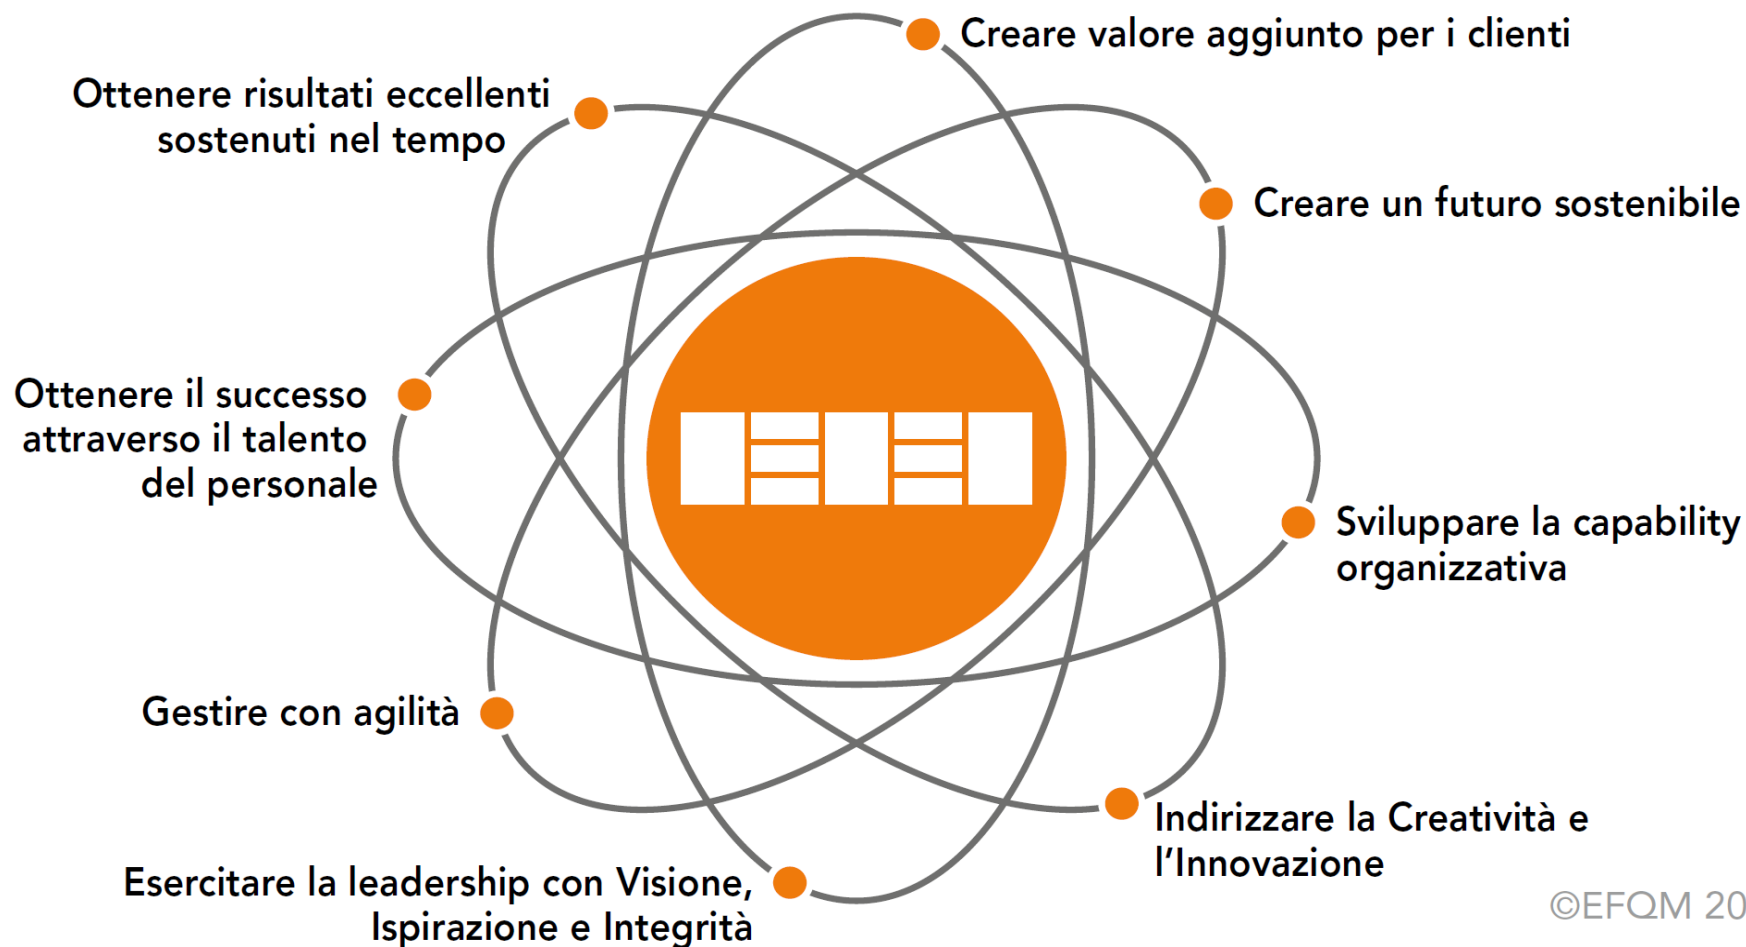 Creare valore aggiunto per i clienti
Ottenere risultati eccellenti
sostenuti nel tempo
Creare un futuro sostenibile
Ottenere il successo
attraverso il talento
del personale
Sviluppare la capability
organizzativa
Gestire con agilità
Indirizzare la Creatività e
l'Innovazione
Esercitare la leadership con Visione,
Ispirazione e Integrità
©EFQM 20